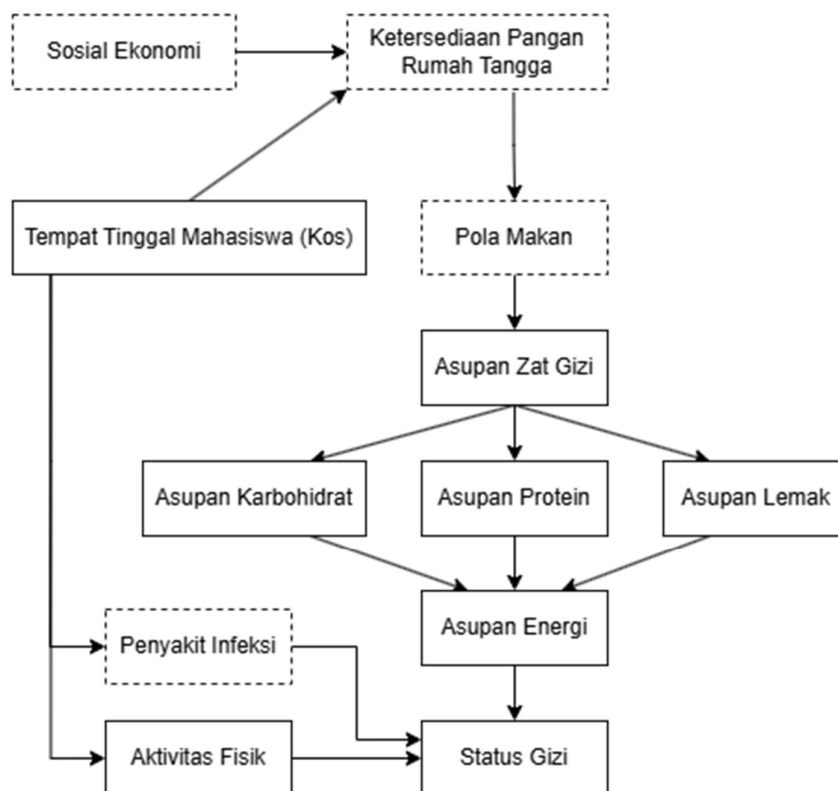 Sosial Ekonomi
Ketersediaan Pangan
Rumah Tangga
Tempat Tinggal Mahasiswa (Kos)
Pola Makan
Asupan Zat Gizi
Asupan Karbohidrat
Asupan Protein
Asupan Lemak
Asupan Energi
Penyakit Infeksi
Aktivitas Fisik
Status Gizi